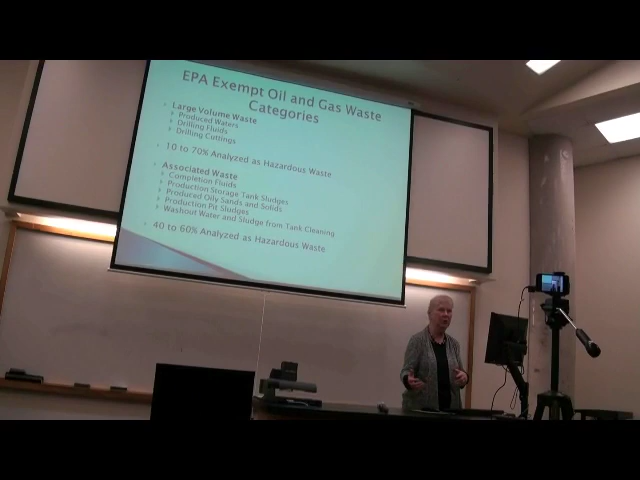 EPA Exempt Oil and Gas Waste
Categories
Large Volume Waste
Produced Waters
Drilling Fluids
Drilling Cuttings
10 to 70% Analyzed as Hazardous Waste
Associated Waste
Completion Fluids
Production Storage Tank Sludges
Produced Oily Sands and Solids
Production Pit Sludges
Washout Water and Sludge from Tank Cleaning
40 to 60% Analyzed as Hazardous Waste